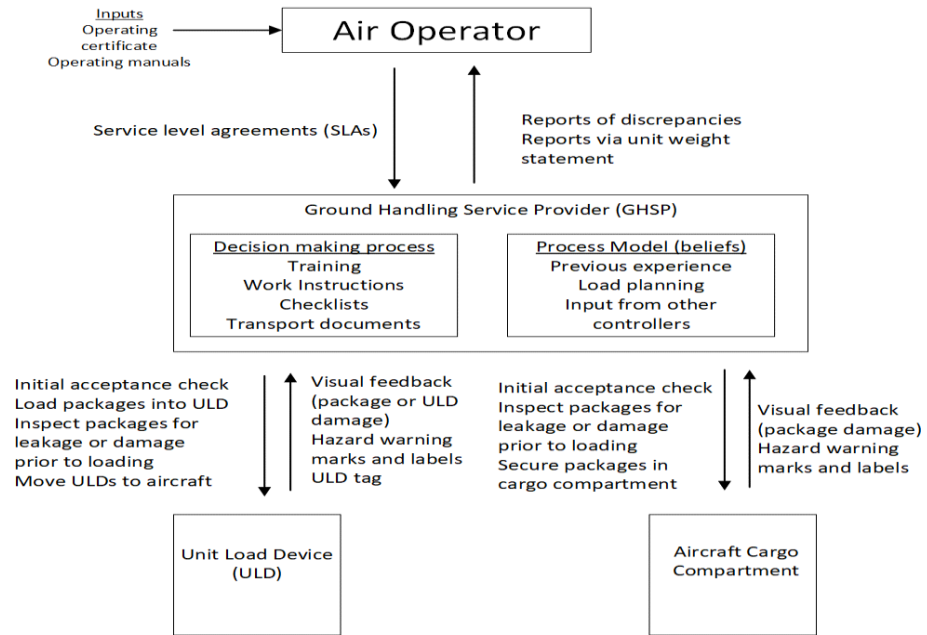 Inputs
Operating
certificate
Operating manuals
Air Operator
Service level agreements (SLAs)
Reports of discrepancies
Reports via unit weight
statement
Ground Handling Service Provider (GHSP)
Decision making process
Training
Work Instructions
Checklists
Transport documents
Process Model (beliefs)
Previous experience
Load planning
Input from other
controllers
Initial acceptance check
Load packages into ULD
Inspect packages for
leakage or damage
prior to loading
Move ULDs to aircraft
Visual feedback
(package or ULD
damage)
Hazard warning
marks and labels
ULD tag
Initial acceptance check
Inspect packages for
leakage or damage
prior to loading
Secure packages in
cargo compartment
Visual feedback
(package damage)
Hazard warning
marks and labels
Unit Load Device
(ULD)
Aircraft Cargo
Compartment